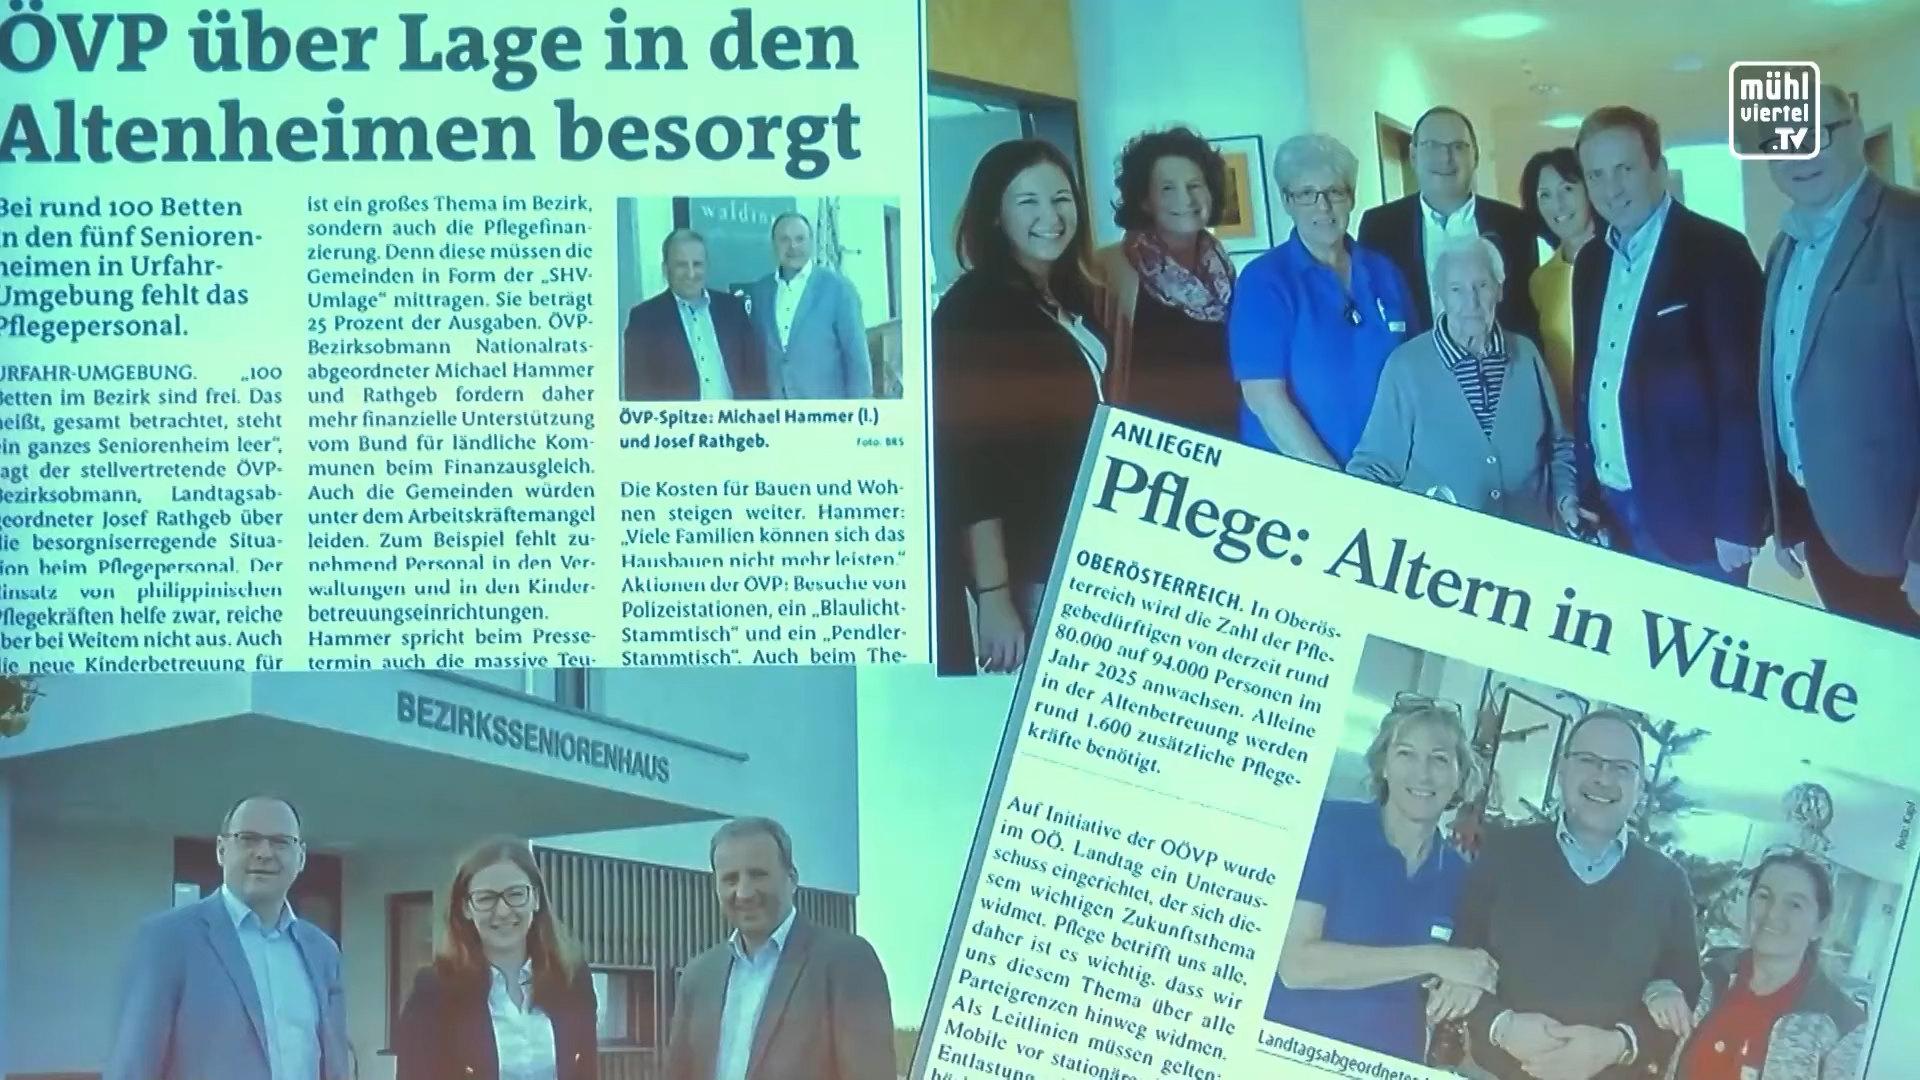 ÖVP über Lage in den
Altenheimen besorgt
Bei rund 100 Betten
in den fünf Senioren-
heimen in Urfahr-
Umgebung fehlt das
Pflegepersonal.
URFAHR-UMGEBUNG. „100
Betten im Bezirk sind frei. Das
heißt, gesamt betrachtet, steht
ein ganzes Seniorenheim leer“,
sagt der stellvertretende ÖVP-
Bezirksobmann, Landtagsab-
geordneter Josef Rathgeb über
die besorgniserregende Situa-
tion beim Pflegepersonal. Der
Einsatz von philippinischen
Pflegekräften helfe zwar, reiche
aber bei Weitem nicht aus. Auch
die neue Kinderbetreuung für
ist ein großes Thema im Bezirk,
sondern auch die Pflegefinan-
zierung. Denn diese müssen die
Gemeinden in Form der „SHV-
Umlage“ mittragen. Sie beträgt
25 Prozent der Ausgaben. ÖVP-
Bezirksobmann Nationalrats-
abgeordneter Michael Hammer
und Rathgeb fordern daher
mehr finanzielle Unterstützung
vom Bund für ländliche Kom-
munen beim Finanzausgleich.
Auch die Gemeinden würden
unter dem Arbeitskräftemangel
leiden. Zum Beispiel fehlt zu-
nehmend Personal in den Ver-
waltungen und in den Kinder-
betreuungseinrichtungen.
Hammer spricht beim Presse-
termin auch die massive Teu-
walding
ÖVP-Spitze: Michael Hammer (l.)
und Josef Rathgeb.
Foto: BRS
Die Kosten für Bauen und Woh-
nen steigen weiter. Hammer:
„Viele Familien können sich das
Hausbauen nicht mehr leisten.“
Aktionen der ÖVP: Besuche von
Polizeistationen, ein „Blaulicht-
Stammtisch“ und ein „Pendler-
Stammtisch“. Auch beim The-
mühl
viertel
.TV
ANLIEGEN
Pflege: Altern in Würde
OBERÖSTERREICH. In Oberös-
terreich wird die Zahl der Pfle-
gebedürftigen von derzeit rund
80.000 auf 94.000 Personen im
Jahr 2025 anwachsen. Alleine
in der Altenbetreuung werden
rund 1.600 zusätzliche Pflege-
kräfte benötigt.
Auf Initiative der OÖVP wurde
im OÖ. Landtag ein Unteraus-
schuss eingerichtet, der sich die-
sem wichtigen Zukunftsthema
widmet. Pflege betrifft uns alle,
daher ist es wichtig, dass wir
uns diesem Thema über alle
Parteigrenzen hinweg widmen.
Als Leitlinien müssen gelten:
Mobile vor stationäre
Entlastung
Landtagsabgeordneter
BEZIRKSSENIORENHAUS